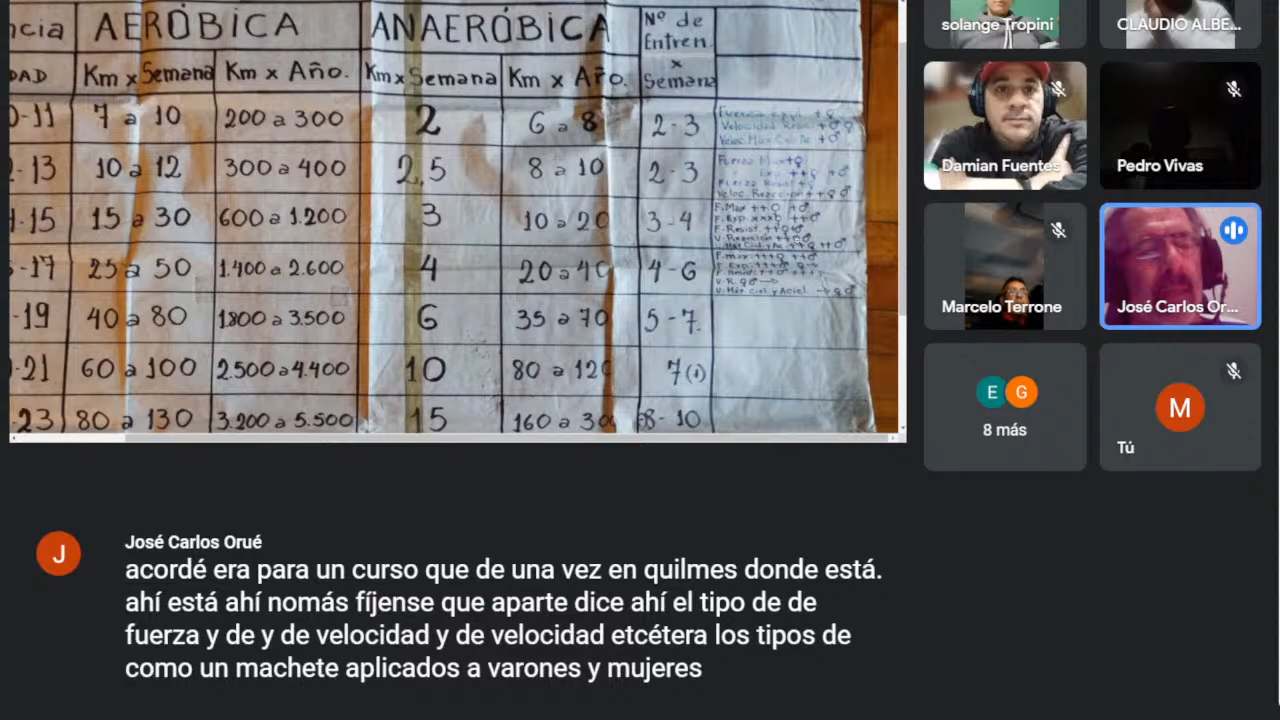 ncia AERÓBICA ANAERÓBICA Nº de Entren x Semana
DAD Km x Semana Km x Año. Km x Semana Km x Año.
0-11 7 a 10 200 a 300 2 6 a 8 2-3
-13 10 a 12 300 a 400 2,5 8 a 10 2-3
-15 15 a 30 600 a 1.200 3 10 a 20 3-4
-17 25 a 50 1.400 a 2.600 4 20 a 40 4-6
-19 40 a 80 1800 a 3.500 6 35 a 70 5-7.
-21 60 a 100 2.500 a 4.400 10 80 a 120 7(1)
-23 80 a 130 3.200 a 5.500 15 160 a 30 8-10
Fuerza Max + ♀
F. Max ++♀ +♂
solange Tropini
CLAUDIO ALBE...
Damian Fuentes
Pedro Vivas
Marcelo Terrone
José Carlos Or...
E G
8 más
M
Tú
J
José Carlos Orué
acordé era para un curso que de una vez en quilmes donde está.
ahí está ahí nomás fíjense que aparte dice ahí el tipo de de
fuerza y de y de velocidad y de velocidad etcétera los tipos de
como un machete aplicados a varones y mujeres